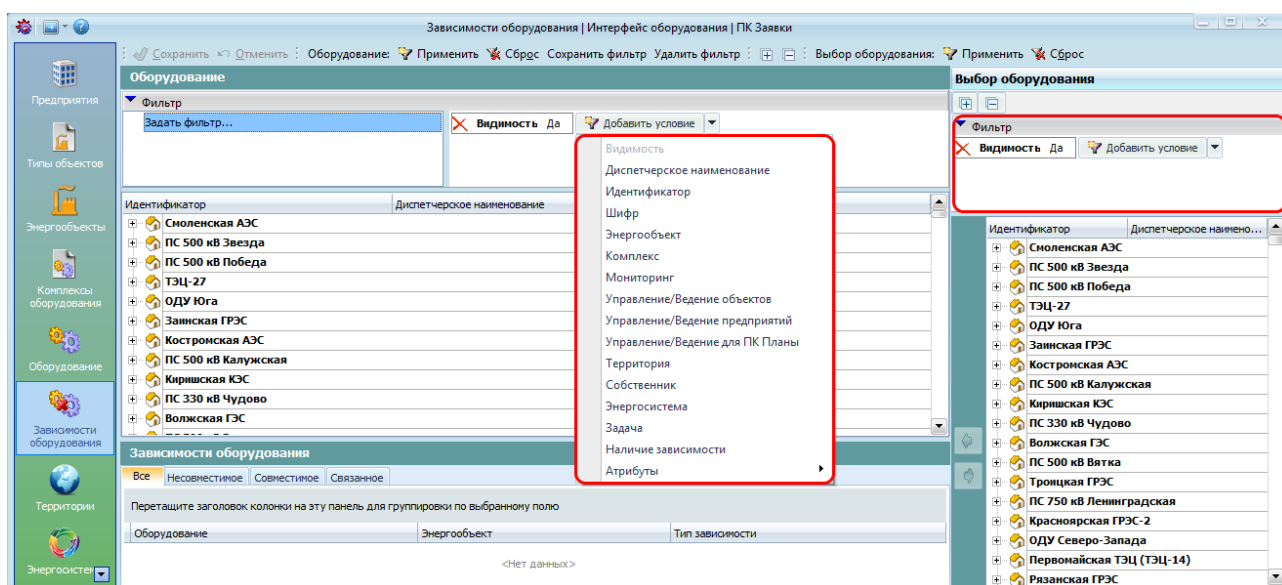 Зависимости оборудования | Интерфейс оборудования | ПК Заявки
Сохранить Отменить Оборудование: Применить Сброс Сохранить фильтр Удалить фильтр Выбор оборудования: Применить Сброс
Предприятия
Типы объектов
Энергообъекты
Комплексы
оборудования
Оборудование
Зависимости
оборудования
Территории
Энергосистем
Оборудование
Фильтр
Задать фильтр...
Видимость Да Добавить условие
Видимость
Диспетчерское наименование
Идентификатор
Шифр
Энергообъект
Комплекс
Мониторинг
Управление/Ведение объектов
Управление/Ведение предприятий
Управление/Ведение для ПК Планы
Территория
Собственник
Энергосистема
Задача
Наличие зависимости
Атрибуты
Идентификатор Диспетчерское наименование
Смоленская АЭС
ПС 500 кВ Звезда
ПС 500 кВ Победа
ТЭЦ-27
ОДУ Юга
Заинская ГРЭС
Костромская АЭС
ПС 500 кВ Калужская
Киришская КЭС
ПС 330 кВ Чудово
Волжская ГЭС
Зависимости оборудования
Все Несовместимое Совместимое Связанное
Перетащите заголовок колонки на эту панель для группировки по выбранному полю
Оборудование Энергообъект Тип зависимости
<Нет данных>
Выбор оборудования
Фильтр
Видимость Да Добавить условие
Идентификатор Диспетчерское наимено...
Смоленская АЭС
ПС 500 кВ Звезда
ПС 500 кВ Победа
ТЭЦ-27
ОДУ Юга
Заинская ГРЭС
Костромская АЭС
ПС 500 кВ Калужская
Киришская КЭС
ПС 330 кВ Чудово
Волжская ГЭС
ПС 500 кВ Вятка
Троицкая ГРЭС
ПС 750 кВ Ленинградская
Красноярская ГРЭС-2
ОДУ Северо-Запада
Первомайская ТЭЦ (ТЭЦ-14)
Рязанская ГРЭС